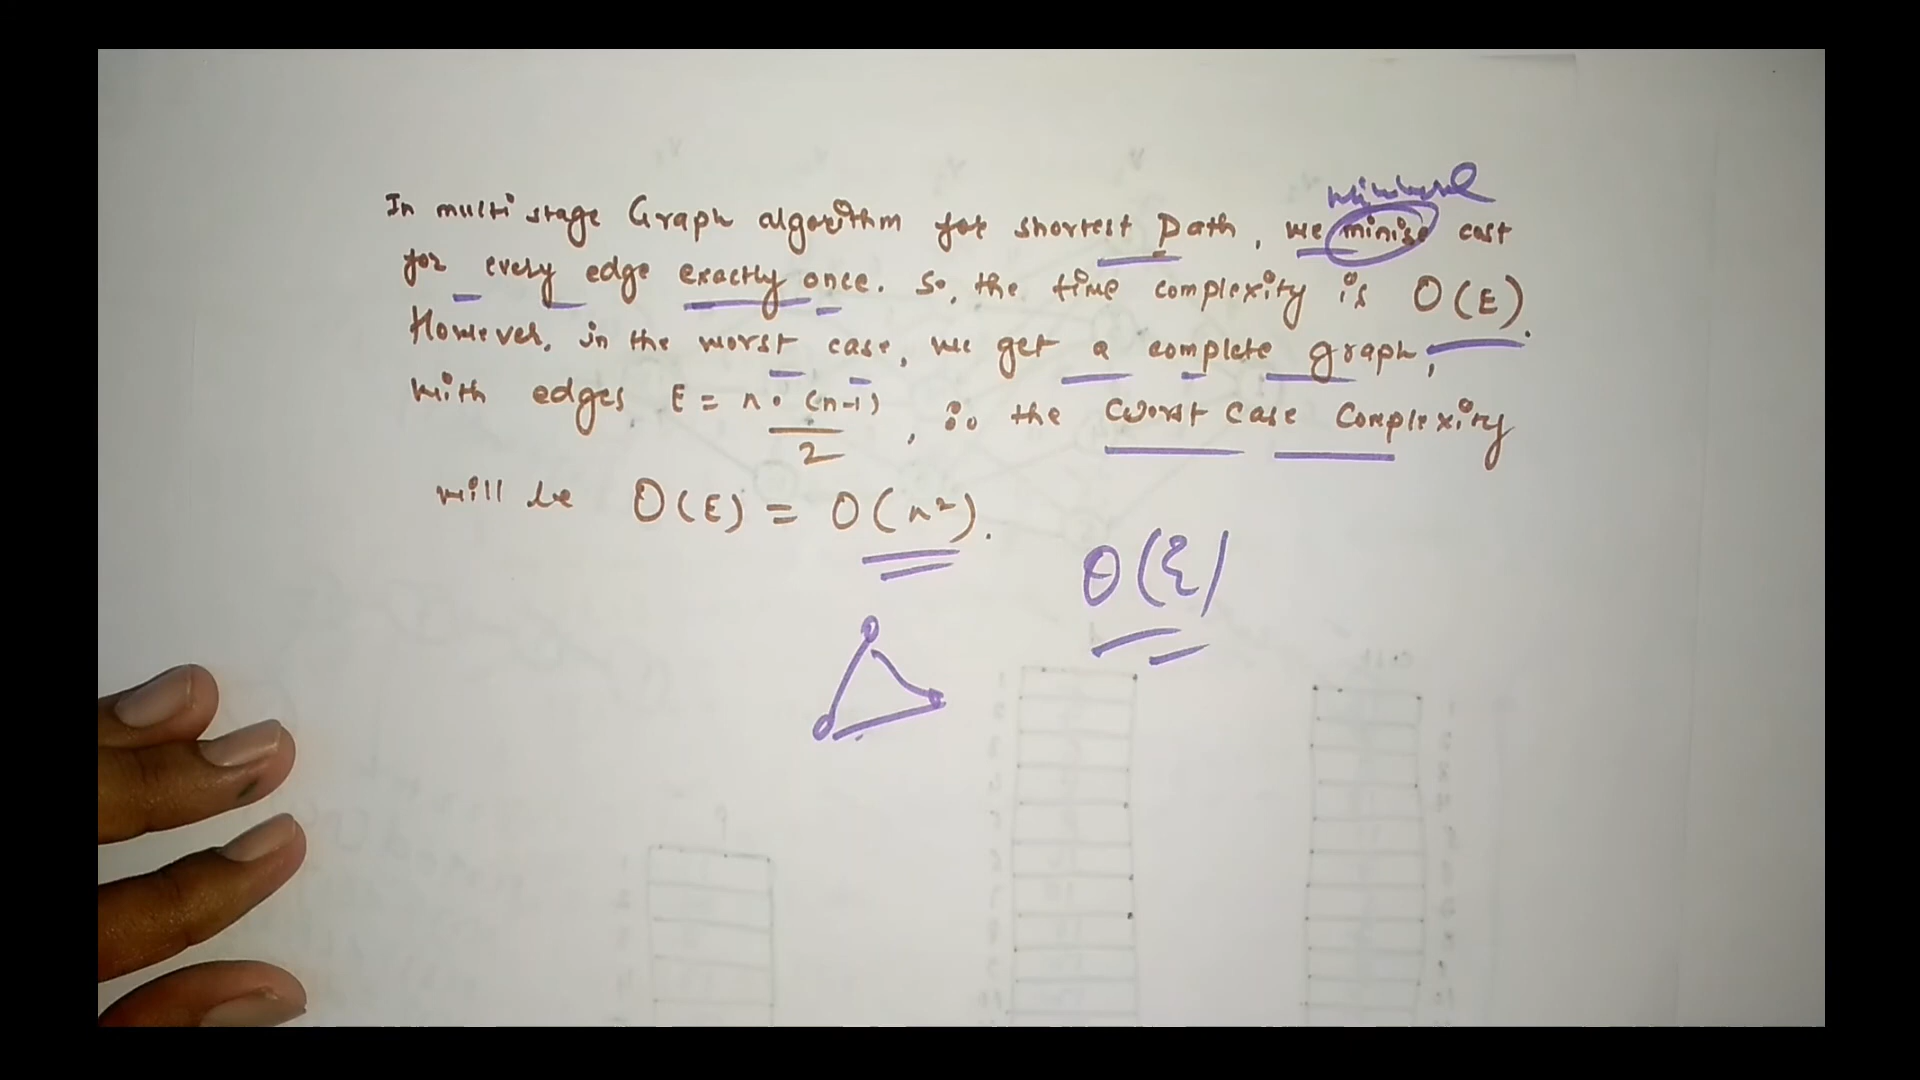 minimal
In multi stage Graph algorithm for shortest Path, we minise cost
for every edge exactly once. So, the time complexity is O(E).
However, in the worst case, we get a complete graph,
with edges E = n.(n-1)/2, ∴ the Worst Case Complexity
will be O(E) = O(n²).
O(E)